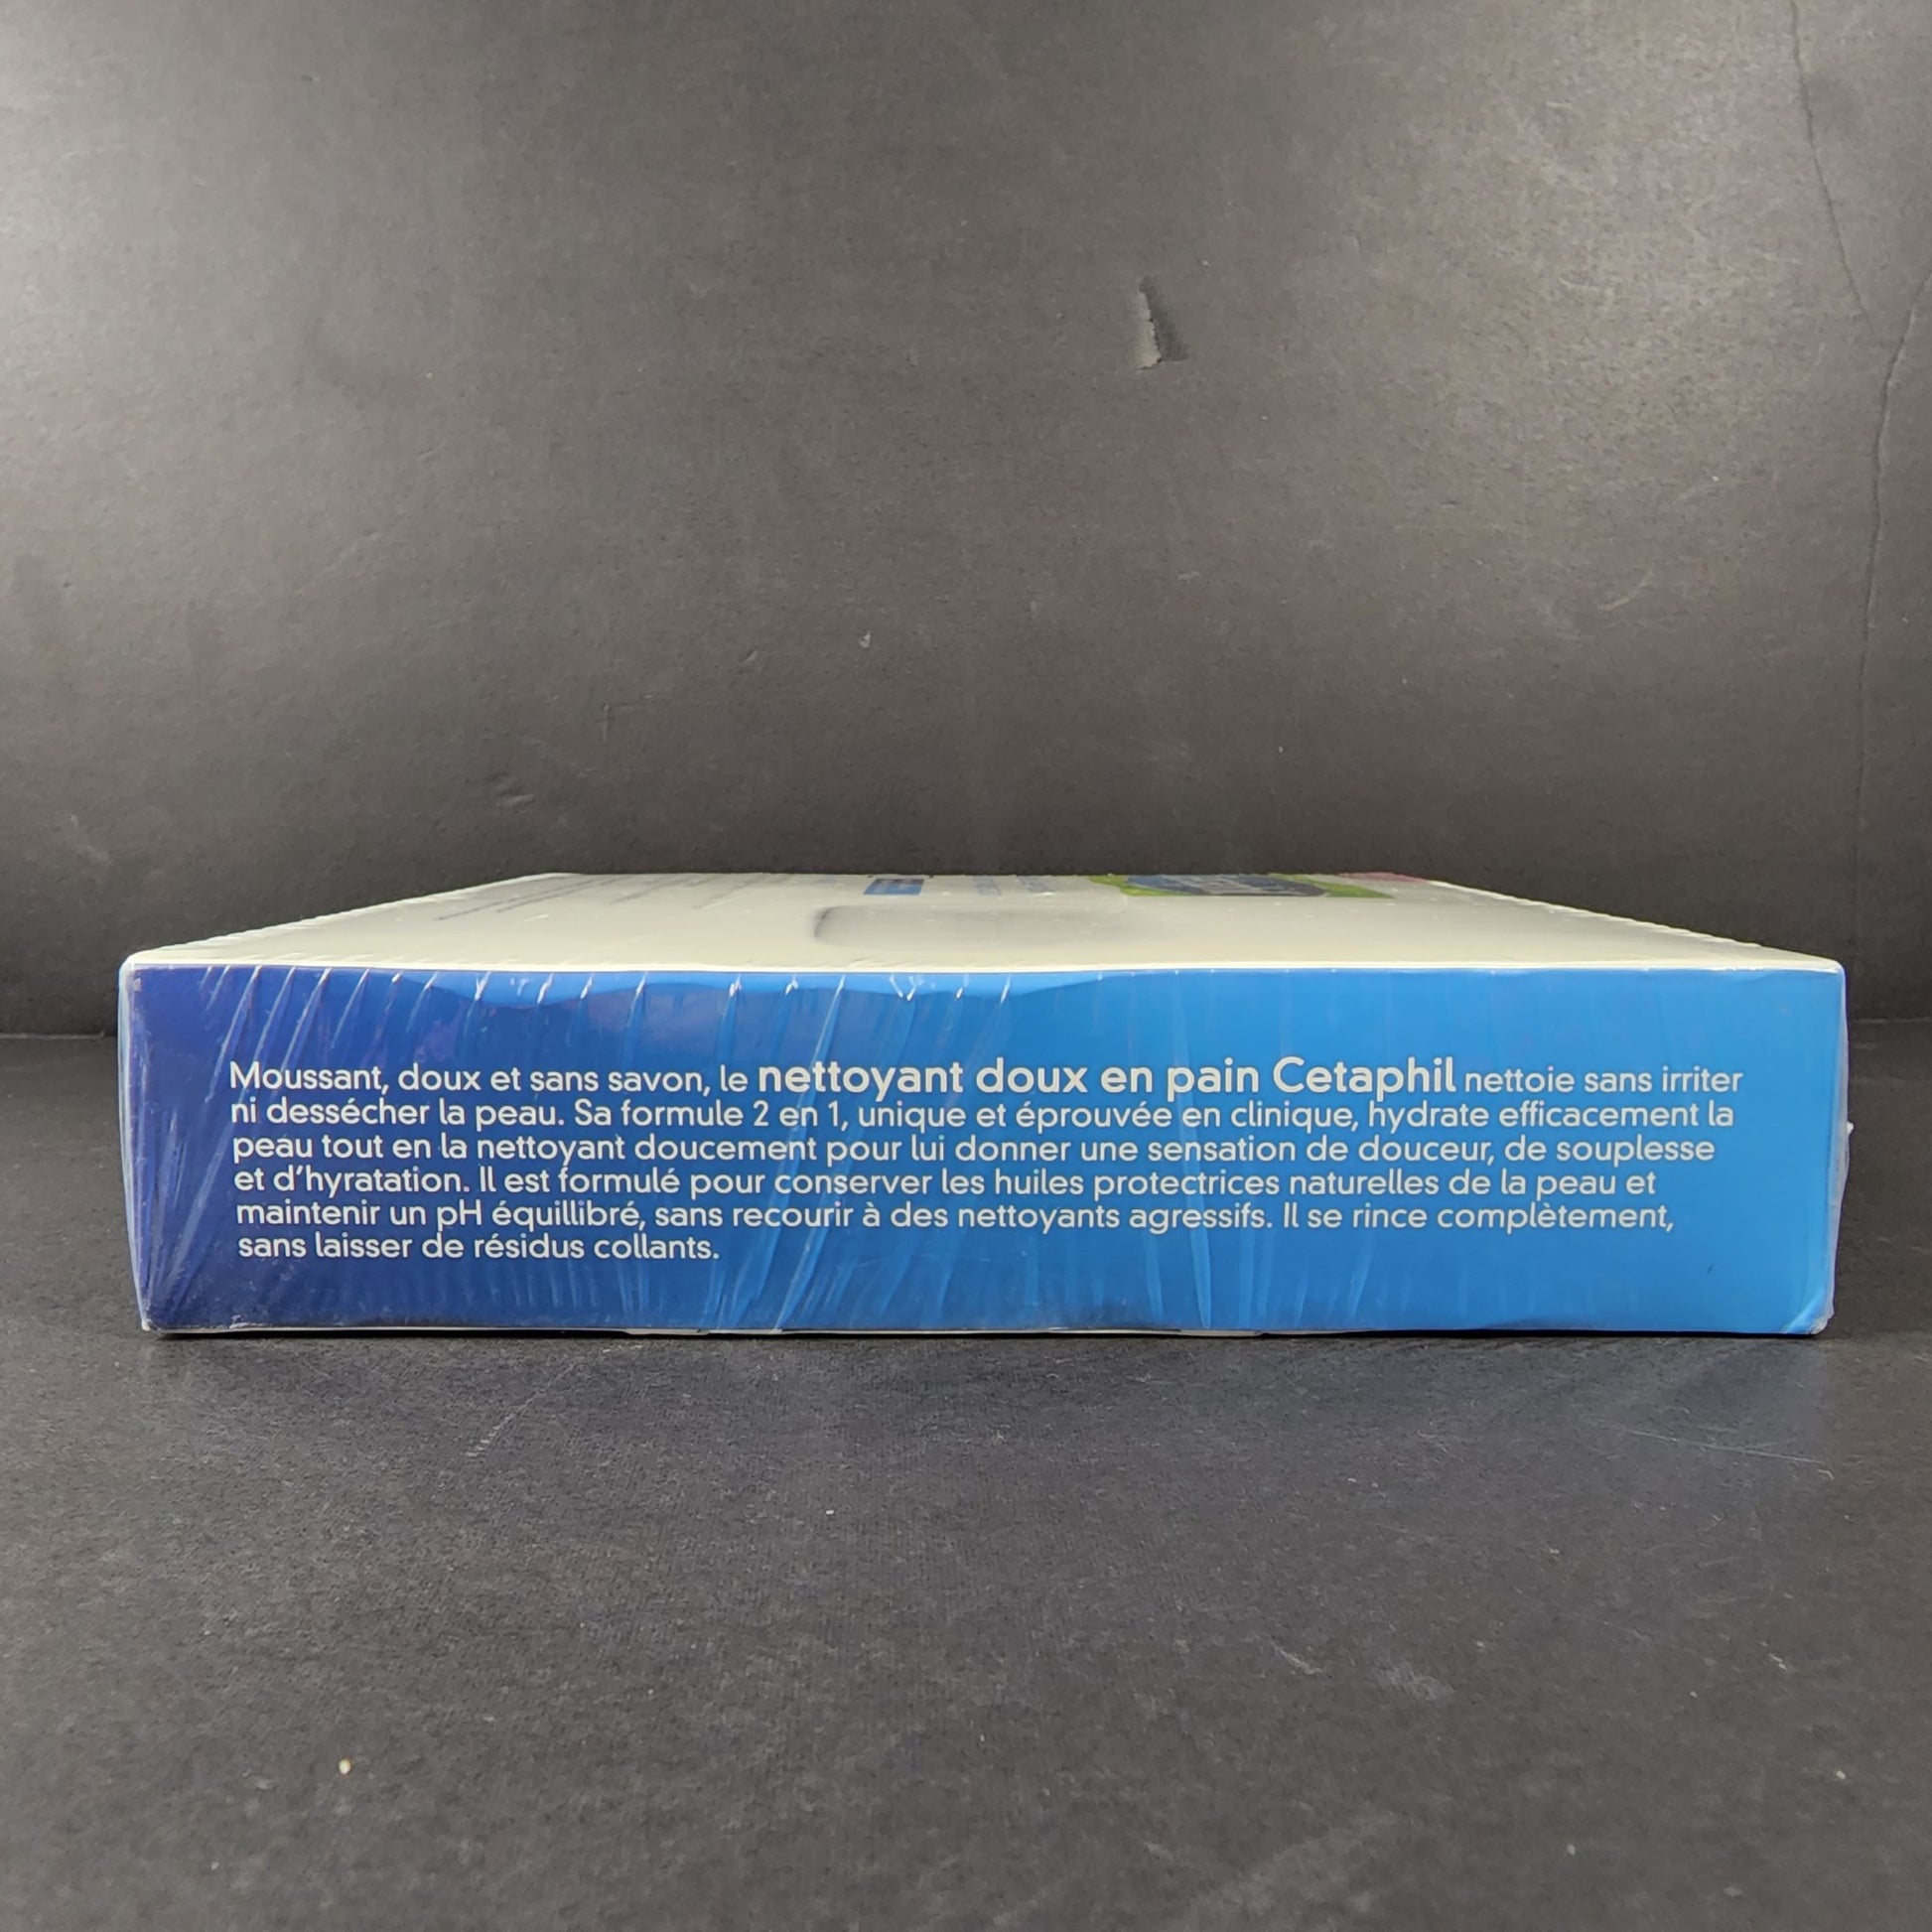 Moussant, doux et sans savon, le nettoyant doux en pain Cetaphil nettoie sans irriter
ni dessécher la peau. Sa formule 2 en 1, unique et éprouvée en clinique, hydrate efficacement la
peau tout en la nettoyant doucement pour lui donner une sensation de douceur, de souplesse
et d’hyratation. Il est formulé pour conserver les huiles protectrices naturelles de la peau et
maintenir un pH équillibré, sans recourir à des nettoyants agressifs. Il se rince complètement,
sans laisser de résidus collants.